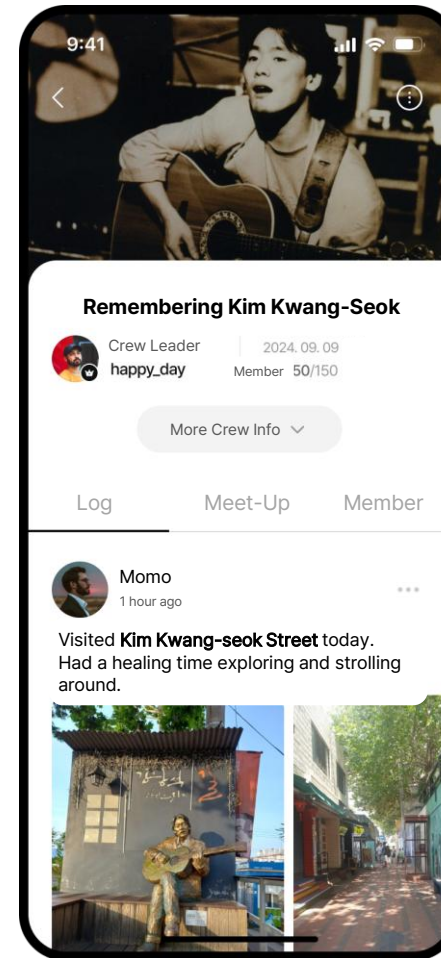 9:41
Remembering Kim Kwang-Seok
Crew Leader
2024. 09. 09
happy_day
Member 50/150
More Crew Info
Log Meet-Up Member
Momo
1 hour ago
Visited Kim Kwang-seok Street today.
Had a healing time exploring and strolling
around.